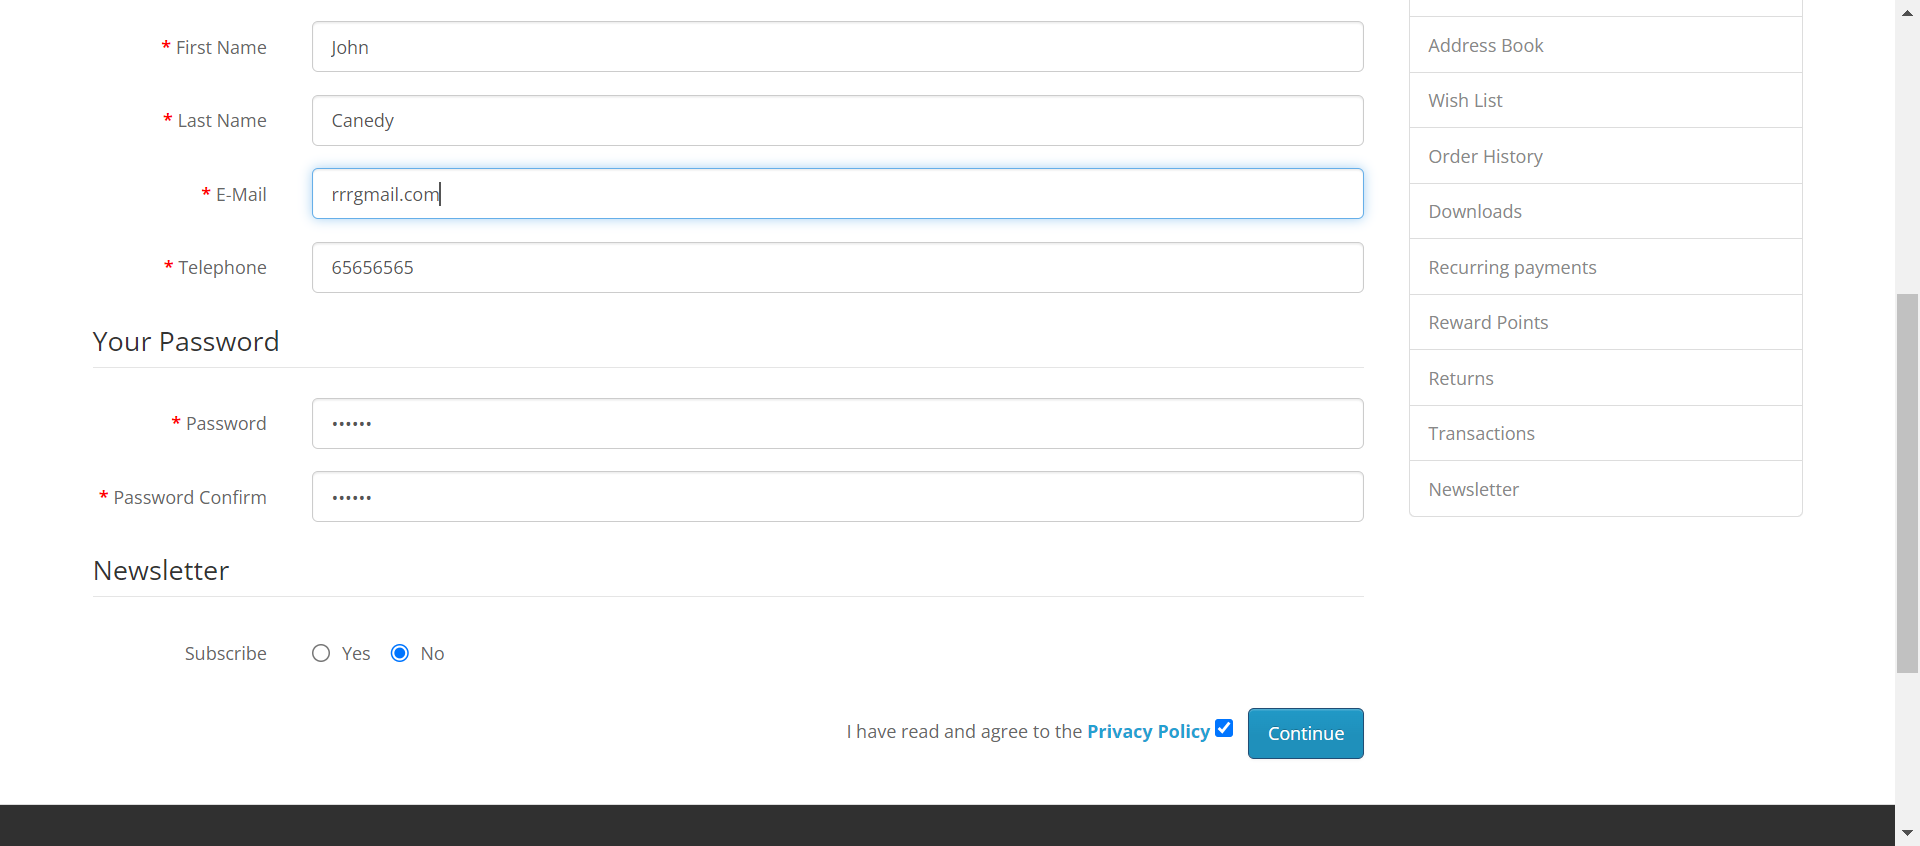 * First Name
John
* Last Name
Canedy
* E-Mail
rrrgmail.com
* Telephone
65656565
Your Password
* Password
••••••
* Password Confirm
••••••
Newsletter
Subscribe
Yes
No
I have read and agree to the Privacy Policy
Continue
Address Book
Wish List
Order History
Downloads
Recurring payments
Reward Points
Returns
Transactions
Newsletter